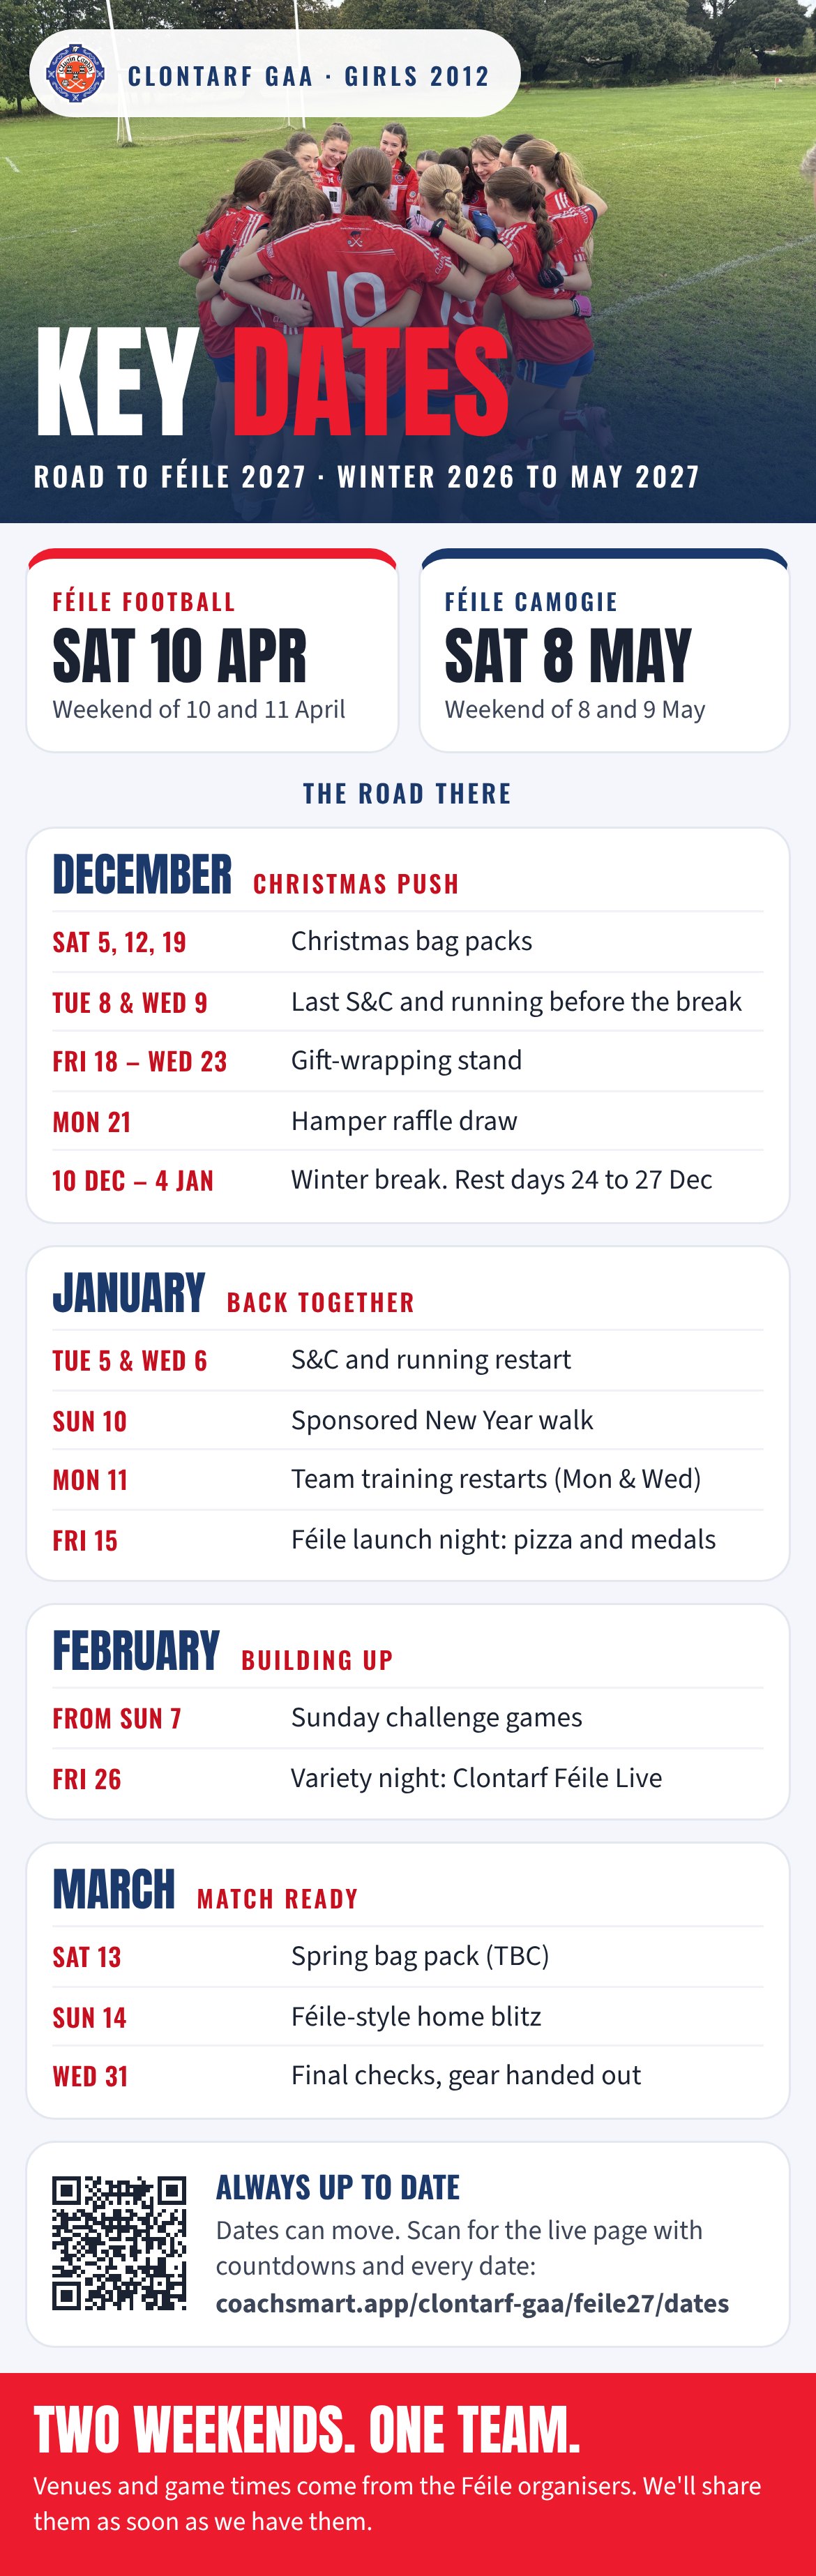 CLONTARF GAA · GIRLS 2012
10
KEY DATES
ROAD TO FÉILE 2027 · WINTER 2026 TO MAY 2027
FÉILE FOOTBALL
SAT 10 APR
Weekend of 10 and 11 April
FÉILE CAMOGIE
SAT 8 MAY
Weekend of 8 and 9 May
THE ROAD THERE
DECEMBER CHRISTMAS PUSH
SAT 5, 12, 19 Christmas bag packs
TUE 8 & WED 9 Last S&C and running before the break
FRI 18 – WED 23 Gift-wrapping stand
MON 21 Hamper raffle draw
10 DEC – 4 JAN Winter break. Rest days 24 to 27 Dec
JANUARY BACK TOGETHER
TUE 5 & WED 6 S&C and running restart
SUN 10 Sponsored New Year walk
MON 11 Team training restarts (Mon & Wed)
FRI 15 Féile launch night: pizza and medals
FEBRUARY BUILDING UP
FROM SUN 7 Sunday challenge games
FRI 26 Variety night: Clontarf Féile Live
MARCH MATCH READY
SAT 13 Spring bag pack (TBC)
SUN 14 Féile-style home blitz
WED 31 Final checks, gear handed out
ALWAYS UP TO DATE
Dates can move. Scan for the live page with
countdowns and every date:
coachsmart.app/clontarf-gaa/feile27/dates
TWO WEEKENDS. ONE TEAM.
Venues and game times come from the Féile organisers. We'll share
them as soon as we have them.